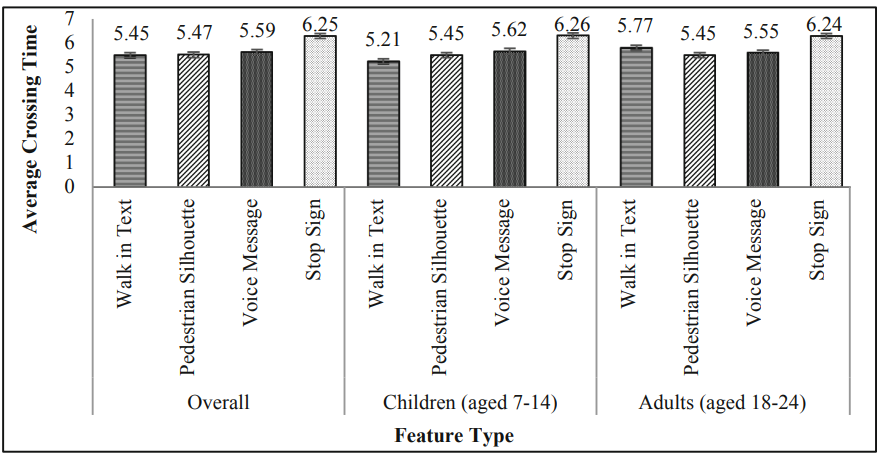 Average Crossing Time
7
6
5
4
3
2
1
0
5.45 5.47 5.59 6.25 5.21 5.45 5.62 6.26 5.77 5.45 5.55 6.24
Walk in Text
Pedestrian Silhouette
Voice Message
Stop Sign
Walk in Text
Pedestrian Silhouette
Voice Message
Stop Sign
Walk in Text
Pedestrian Silhouette
Voice Message
Stop Sign
Overall Children (aged 7-14) Adults (aged 18-24)
Feature Type